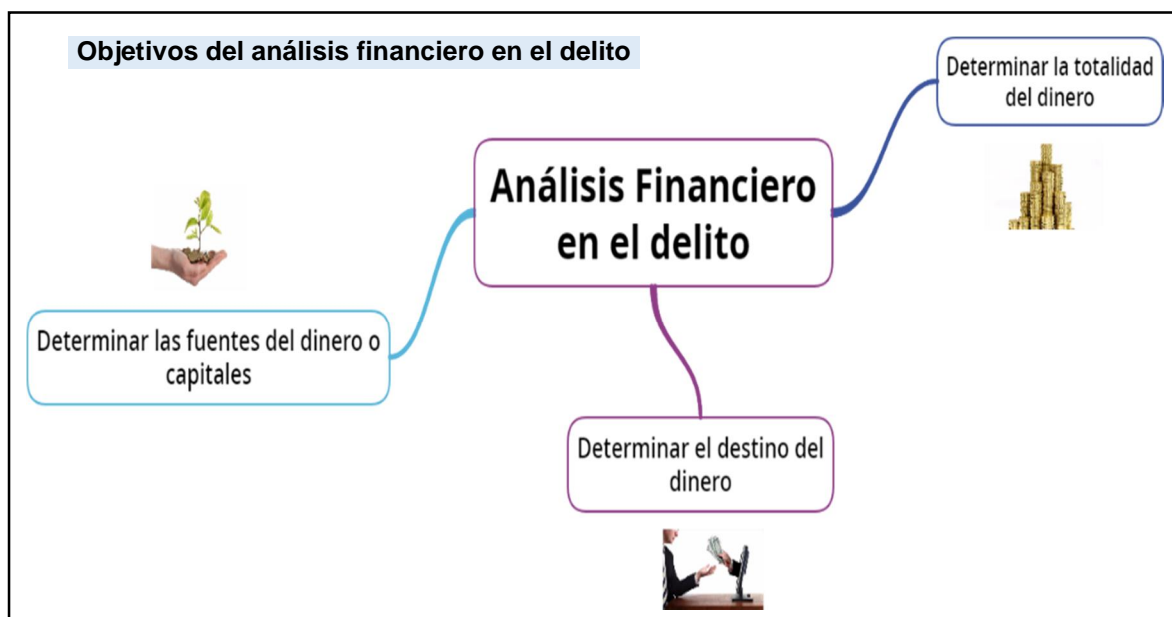 Objetivos del análisis financiero en el delito
Determinar la totalidad
del dinero
Análisis Financiero
en el delito
Determinar las fuentes del dinero o
capitales
Determinar el destino del
dinero